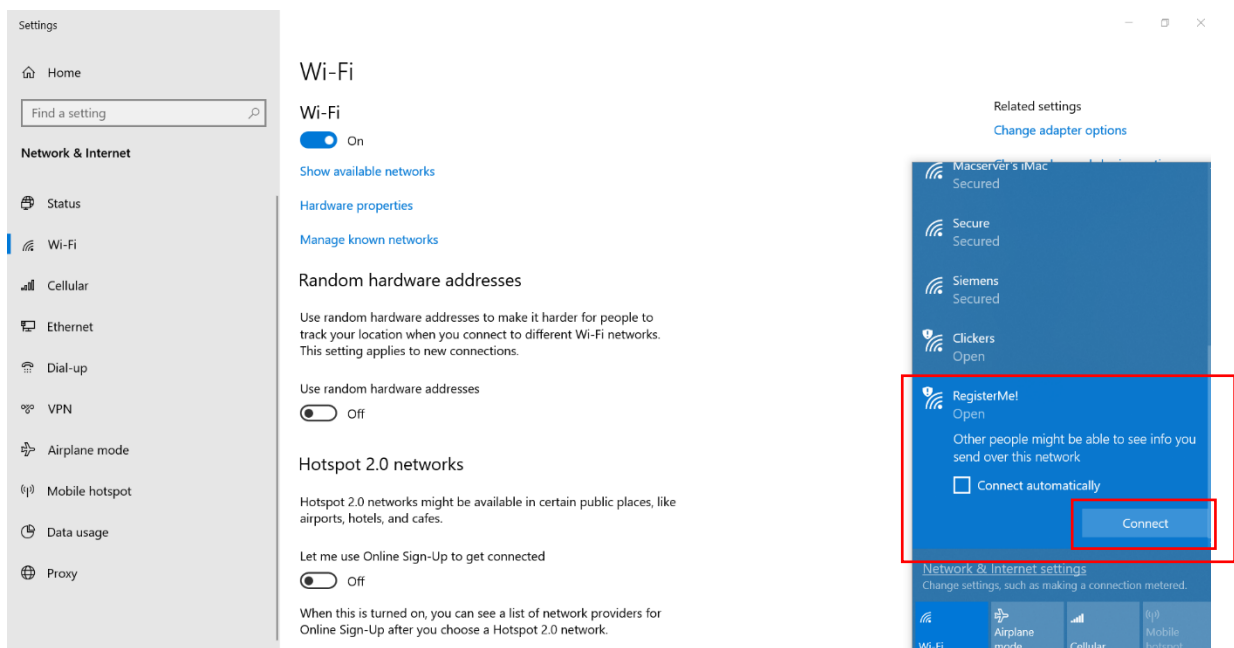 Settings
Home
Find a setting
Network & Internet
Status
Wi-Fi
Cellular
Ethernet
Dial-up
VPN
Airplane mode
Mobile hotspot
Data usage
Proxy
Wi-Fi
Wi-Fi
On
Show available networks
Hardware properties
Manage known networks
Random hardware addresses
Use random hardware addresses to make it harder for people to
track your location when you connect to different Wi-Fi networks.
This setting applies to new connections.
Use random hardware addresses
Off
Hotspot 2.0 networks
Hotspot 2.0 networks might be available in certain public places, like
airports, hotels, and cafes.
Let me use Online Sign-Up to get connected
Off
When this is turned on, you can see a list of network providers for
Online Sign-Up after you choose a Hotspot 2.0 network.
Related settings
Change adapter options
Macserver's iMac
Secured
Secure
Secured
Siemens
Secured
Clickers
Open
RegisterMe!
Open
Other people might be able to see info you
send over this network
Connect automatically
Connect
Network & Internet settings
Change settings, such as making a connection metered.
Wi-Fi
Airplane
mode
Cellular
Mobile
hotspot